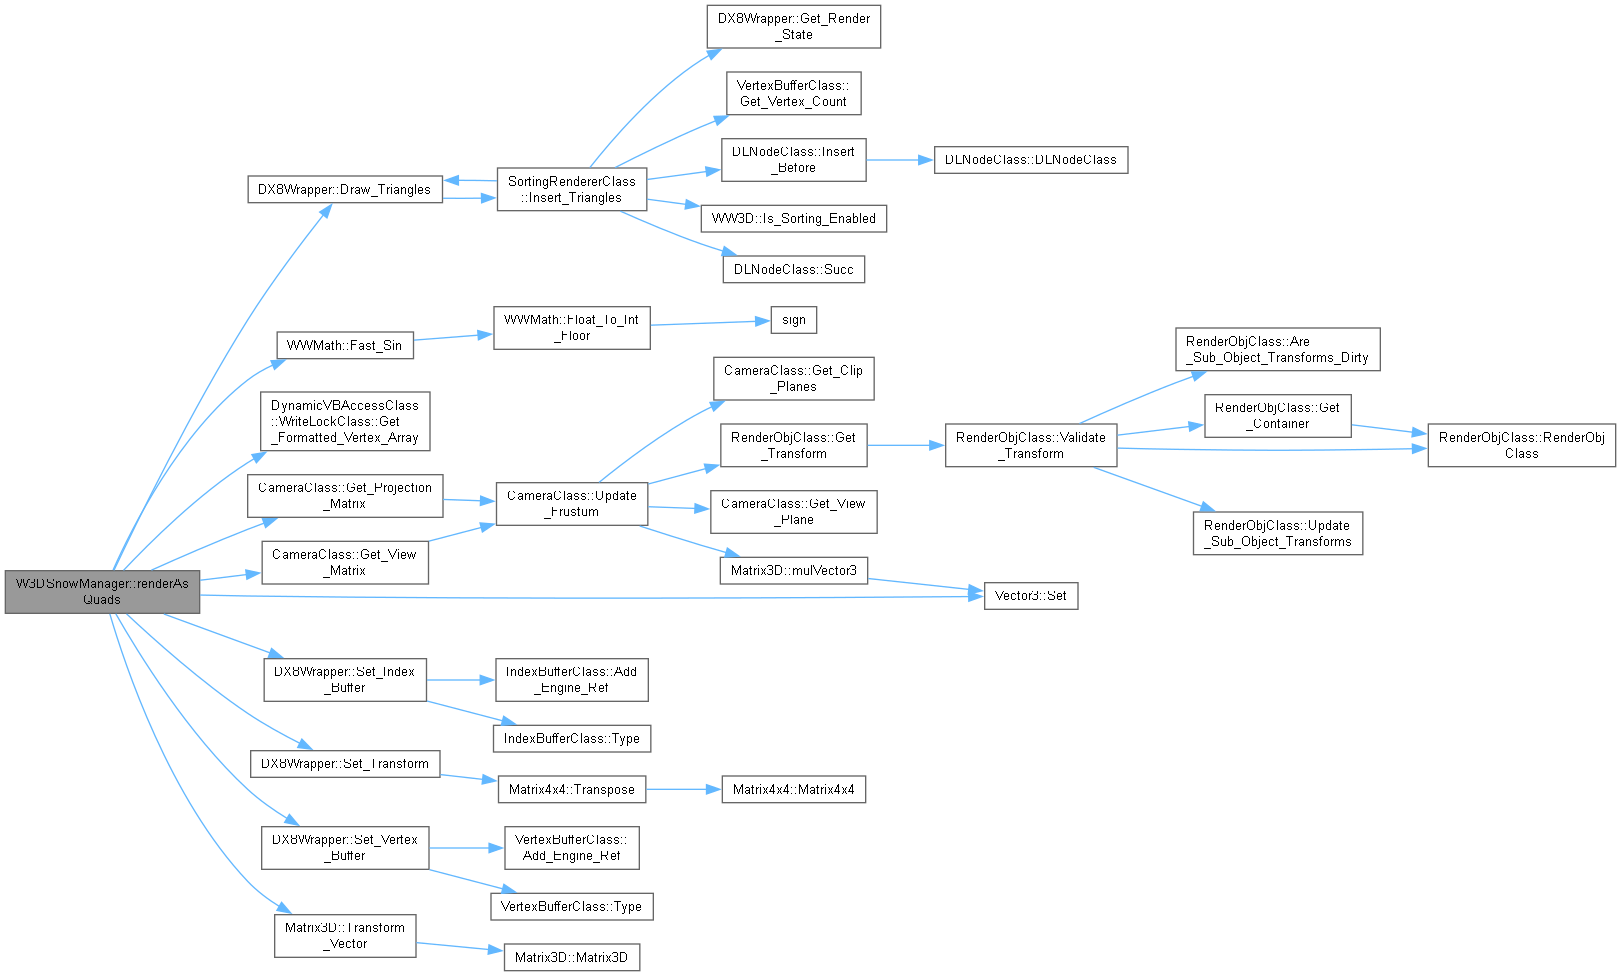 DX8Wrapper::Get_Render
_State
VertexBufferClass::
Get_Vertex_Count
DLNodeClass::Insert
_Before
DLNodeClass::DLNodeClass
DX8Wrapper::Draw_Triangles
SortingRendererClass
::Insert_Triangles
WW3D::Is_Sorting_Enabled
DLNodeClass::Succ
WWMath::Fast_Sin
WWMath::Float_To_Int
_Floor
sign
DynamicVBAccessClass
::WriteLockClass::Get
_Formatted_Vertex_Array
CameraClass::Get_Clip
_Planes
RenderObjClass::Are
_Sub_Object_Transforms_Dirty
RenderObjClass::Get
_Container
RenderObjClass::Get
_Transform
RenderObjClass::Validate
_Transform
RenderObjClass::RenderObj
Class
CameraClass::Get_Projection
_Matrix
CameraClass::Update
_Frustum
CameraClass::Get_View
_Plane
RenderObjClass::Update
_Sub_Object_Transforms
CameraClass::Get_View
_Matrix
Matrix3D::mulVector3
W3DSnowManager::renderAs
Quads
Vector3::Set
DX8Wrapper::Set_Index
_Buffer
IndexBufferClass::Add
_Engine_Ref
IndexBufferClass::Type
DX8Wrapper::Set_Transform
Matrix4x4::Transpose
Matrix4x4::Matrix4x4
DX8Wrapper::Set_Vertex
_Buffer
VertexBufferClass::
Add_Engine_Ref
VertexBufferClass::Type
Matrix3D::Transform
_Vector
Matrix3D::Matrix3D